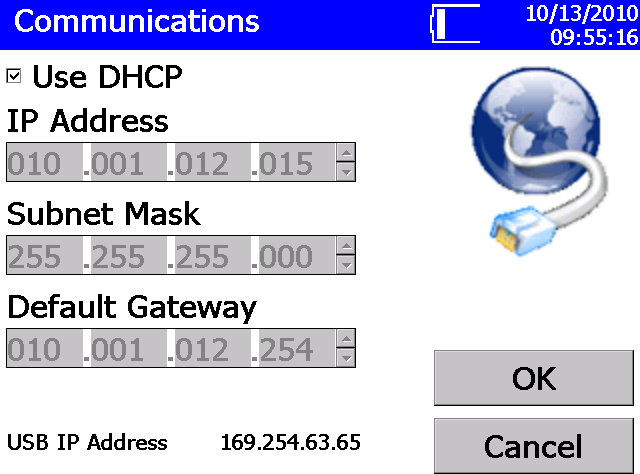 Communications
10/13/2010
09:55:16
Use DHCP
IP Address
010 .001 .012 .015
Subnet Mask
255 .255 .255 .000
Default Gateway
010 .001 .012 .254
OK
USB IP Address 169.254.63.65
Cancel